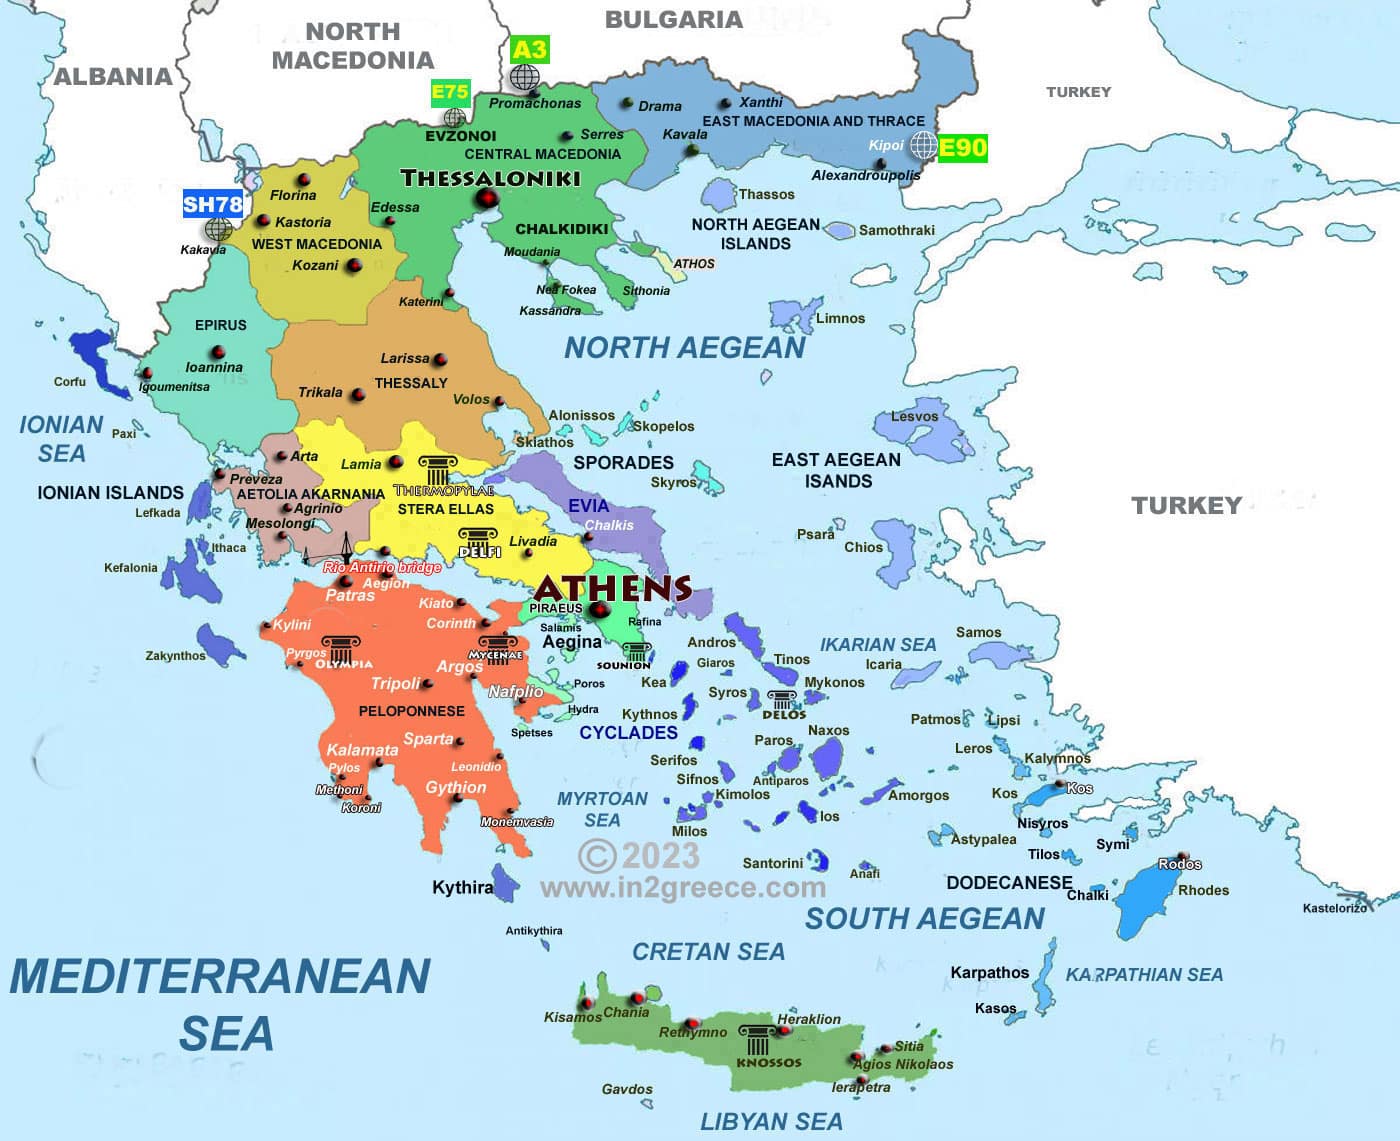 BULGARIA
NORTH
MACEDONIA
ALBANIA
A3
E75
TURKEY
Promachonas
Drama
Xanthi
EVZONOI
Serres
Kavala
EAST MACEDONIA AND THRACE
CENTRAL MACEDONIA
Kipoi
E90
THESSALONIKI
Alexandroupolis
Florina
Thassos
SH78
Edessa
Kastoria
NORTH AEGEAN
ISLANDS
Samothraki
CHALKIDIKI
WEST MACEDONIA
Kakavia
Moudania
Kozani
ATHOS
Nea Fokea
Sithonia
Katerini
Kassandra
Limnos
EPIRUS
NORTH AEGEAN
Larissa
Ioannina
THESSALY
Igoumenitsa
Corfu
Trikala
Volos
Alonissos
Skopelos
Lesvos
IONIAN
SEA
Paxi
Skiathos
Arta
Lamia
SPORADES
EAST AEGEAN
ISANDS
Preveza
THERMOPYLAE
Skyros
IONIAN ISLANDS
AETOLIA AKARNANIA
Agrinio
STERA ELLAS
EVIA
TURKEY
Lefkada
Mesolongi
Chalkis
Psara
Ithaca
DELFI
Livadia
Chios
Kefalonia
Rio Antirio bridge
Aegion
Patras
ATHENS
Kiato
PIRAEUS
Kylini
Corinth
Salamis
Rafina
Aegina
Andros
IKARIAN SEA
Samos
Zakynthos
Pyrgos
OLYMPIA
MYCENAE
Argos
SOUNION
Giaros
Tinos
Icaria
Tripoli
Nafplio
Poros
Kea
Syros
Mykonos
PELOPONNESE
Hydra
Kythnos
DELOS
Patmos
Lipsi
Spetses
CYCLADES
Sparta
Paros
Naxos
Leros
Kalamata
Serifos
Kalymnos
Pylos
Leonidio
Sifnos
Antiparos
Methoni
Gythion
Kimolos
Amorgos
Kos
Kos
Koroni
MYRTOAN
SEA
Monemvasia
Milos
Ios
Nisyros
Astypalea
Symi
© 2023
Tilos
Santorini
Anafi
Rodos
Kythira
www.in2greece.com
DODECANESE
Chalki
Rhodes
SOUTH AEGEAN
Kastelorizo
Antikythira
CRETAN SEA
MEDITERRANEAN
SEA
Karpathos
KARPATHIAN SEA
Kasos
Kisamos
Chania
Rethymno
Heraklion
KNOSSOS
Sitia
Agios Nikolaos
Ierapetra
Gavdos
LIBYAN SEA